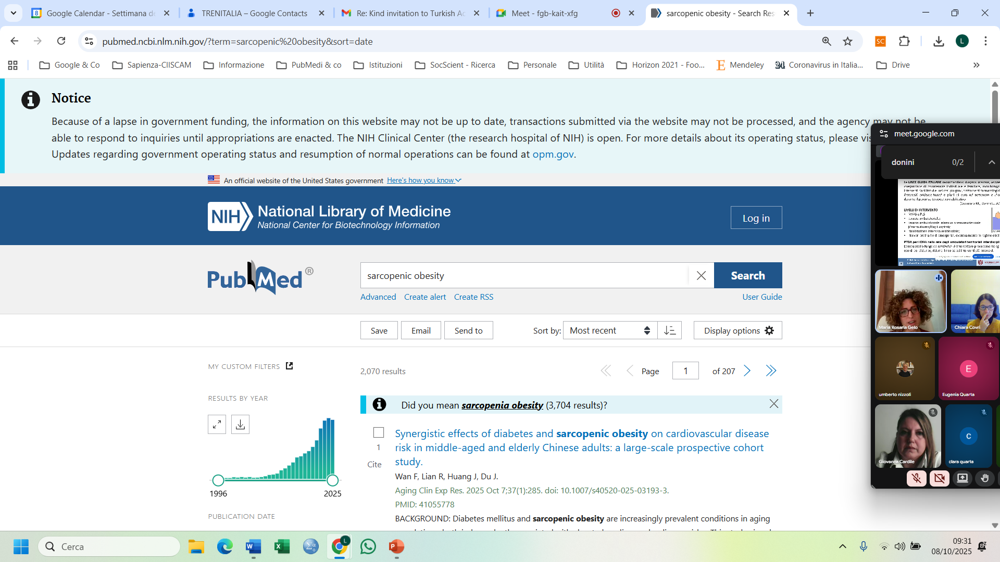 Google Calendar - Settimana de
TRENITALIA – Google Contacts
Re: Kind invitation to Turkish Ac
Meet - fgb-kait-xfg
sarcopenic obesity - Search Res
pubmed.ncbi.nlm.nih.gov/?term=sarcopenic%20obesity&sort=date
SC
L
Google & Co
Sapienza-CIISCAM
Informazione
PubMedi & co
Istituzioni
SocScient - Ricerca
Personale
Utilità
Horizon 2021 - Foo...
Mendeley
Coronavirus in Italia...
Drive
Notice
Because of a lapse in government funding, the information on this website may not be up to date, transactions submitted via the website may not be processed, and the agency may not be
able to respond to inquiries until appropriations are enacted. The NIH Clinical Center (the research hospital of NIH) is open. For more details about its operating status, please vis
Updates regarding government operating status and resumption of normal operations can be found at opm.gov.
An official website of the United States government Here's how you know
NIH National Library of Medicine
National Center for Biotechnology Information
Log in
PubMed®
sarcopenic obesity
Search
Advanced
Create alert
Create RSS
User Guide
Save
Email
Send to
Sort by:
Most recent
Display options
MY CUSTOM FILTERS
2,070 results
Page
1
of 207
RESULTS BY YEAR
1996
2025
PUBLICATION DATE
Did you mean sarcopenia obesity (3,704 results)?
Synergistic effects of diabetes and sarcopenic obesity on cardiovascular disease
1
risk in middle-aged and elderly Chinese adults: a large-scale prospective cohort
Cite
study.
Wan F, Lian R, Huang J, Du J.
Aging Clin Exp Res. 2025 Oct 7;37(1):285. doi: 10.1007/s40520-025-03193-3.
PMID: 41055778
BACKGROUND: Diabetes mellitus and sarcopenic obesity are increasingly prevalent conditions in aging
meet.google.com
donini
0/2
LIVELLI DI INTERVENTO
Maria Rosaria Gelo
Chiara Covri
umberto nizzoli
E
Eugenia Quarta
Giovanna Cardile
c
clara quarta
Cerca
L
09:31
08/10/2025